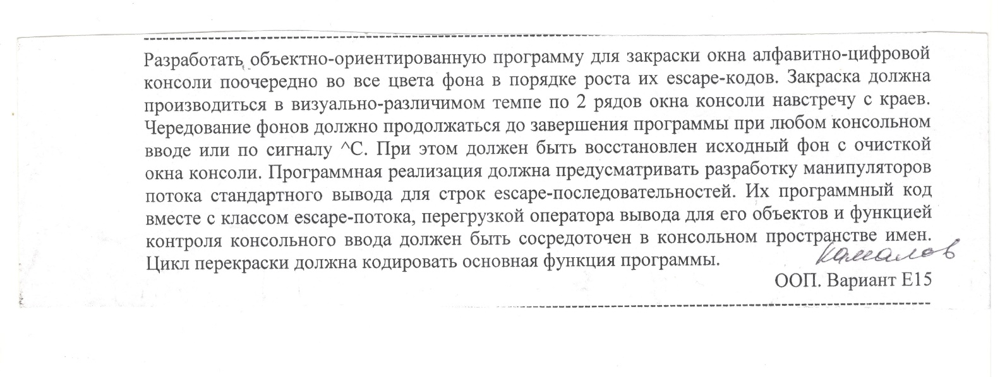 Разработать объектно-ориентированную программу для закраски окна алфавитно-цифровой
консоли поочередно во все цвета фона в порядке роста их escape-кодов. Закраска должна
производиться в визуально-различимом темпе по 2 рядов окна консоли навстречу с краев.
Чередование фонов должно продолжаться до завершения программы при любом консольном
вводе или по сигналу ^C. При этом должен быть восстановлен исходный фон с очисткой
окна консоли. Программная реализация должна предусматривать разработку манипуляторов
потока стандартного вывода для строк escape-последовательностей. Их программный код
вместе с классом escape-потока, перегрузкой оператора вывода для его объектов и функцией
контроля консольного ввода должен быть сосредоточен в консольном пространстве имен.
Цикл перекраски должна кодировать основная функция программы. Камалов
ООП. Вариант Е15